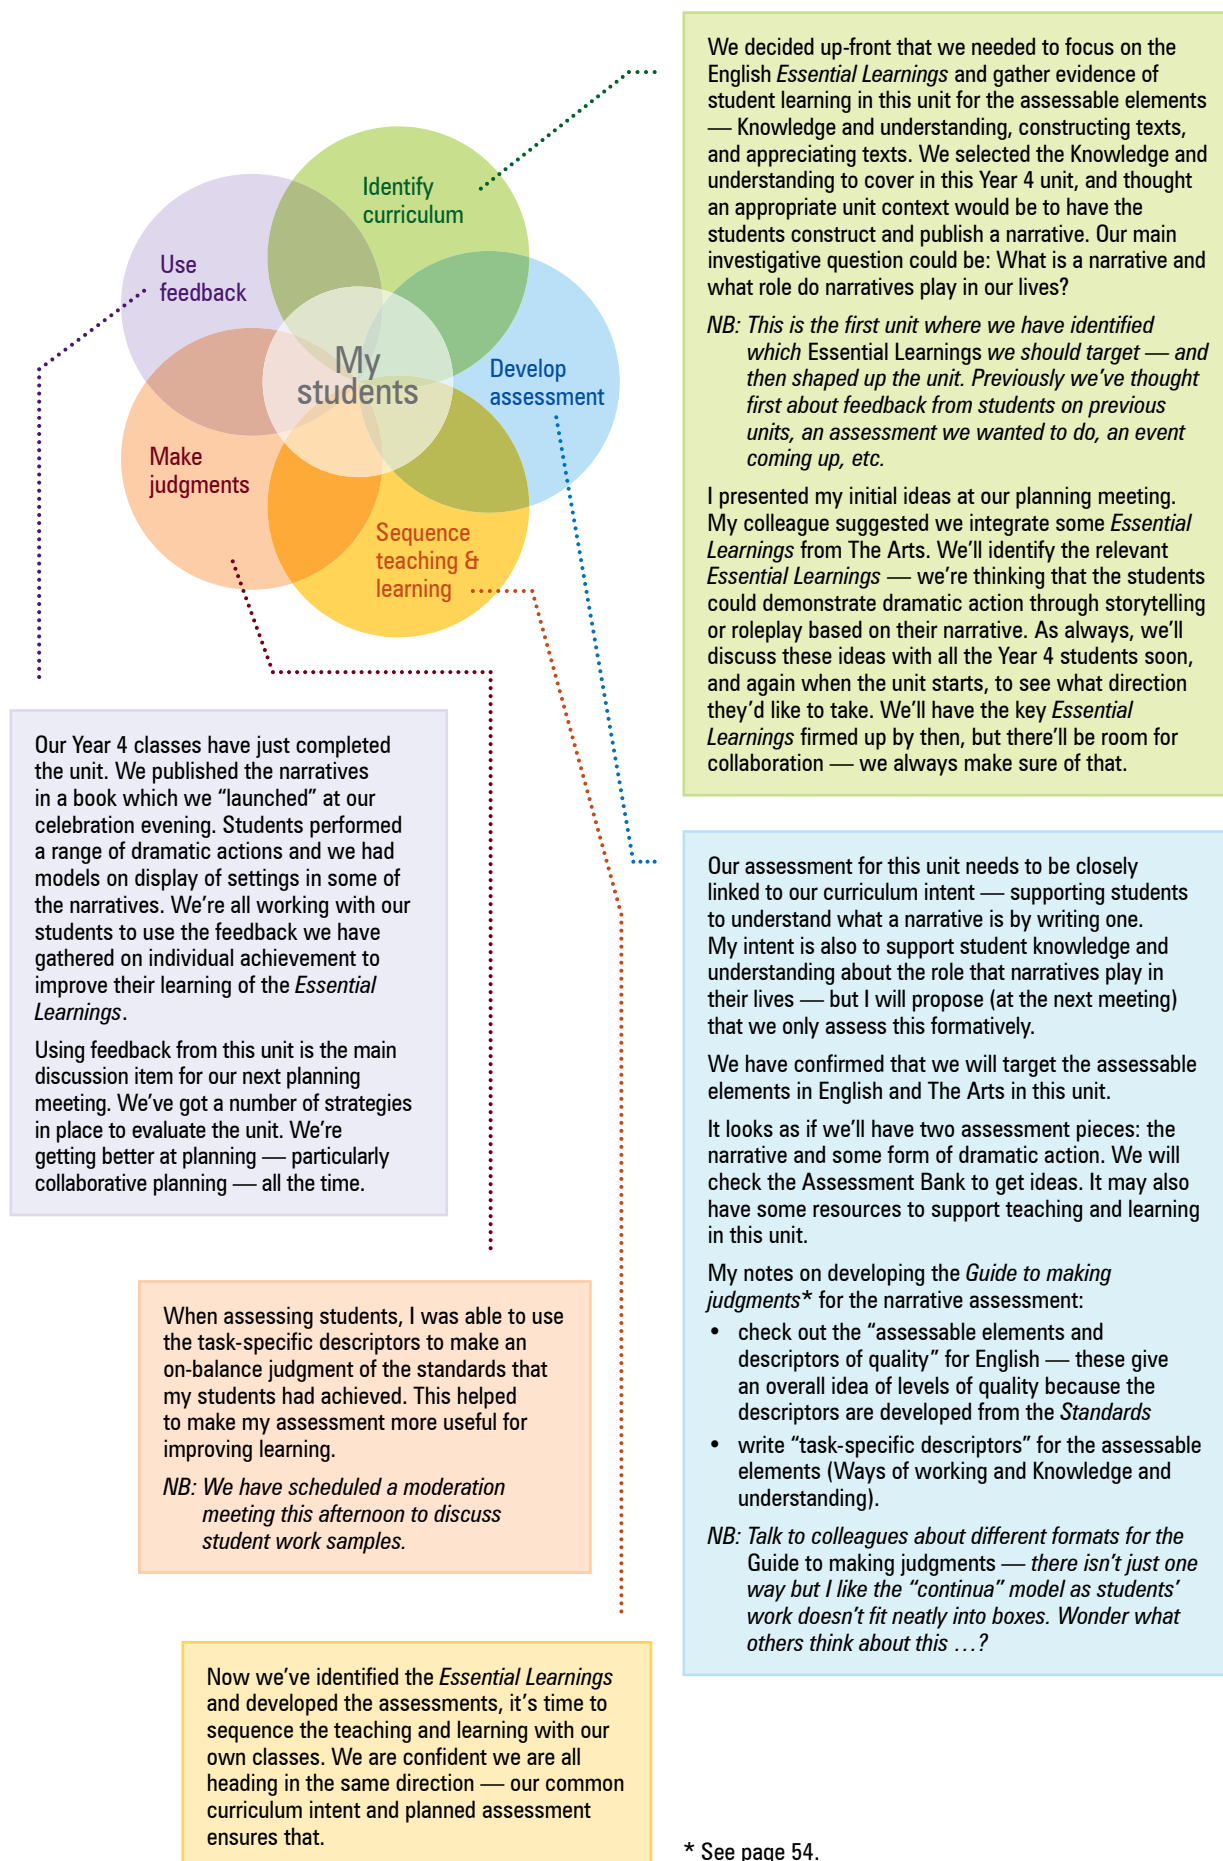 Identify
curriculum
Use
feedback
My
students
Develop
assessment
Make
judgments
Sequence
teaching &
learning
We decided up-front that we needed to focus on the
English Essential Learnings and gather evidence of
student learning in this unit for the assessable elements
— Knowledge and understanding, constructing texts,
and appreciating texts. We selected the Knowledge and
understanding to cover in this Year 4 unit, and thought
an appropriate unit context would be to have the
students construct and publish a narrative. Our main
investigative question could be: What is a narrative and
what role do narratives play in our lives?
NB: This is the first unit where we have identified
which Essential Learnings we should target — and
then shaped up the unit. Previously we’ve thought
first about feedback from students on previous
units, an assessment we wanted to do, an event
coming up, etc.
I presented my initial ideas at our planning meeting.
My colleague suggested we integrate some Essential
Learnings from The Arts. We’ll identify the relevant
Essential Learnings — we’re thinking that the students
could demonstrate dramatic action through storytelling
or roleplay based on their narrative. As always, we’ll
discuss these ideas with all the Year 4 students soon,
and again when the unit starts, to see what direction
they’d like to take. We’ll have the key Essential
Learnings firmed up by then, but there’ll be room for
collaboration — we always make sure of that.
Our assessment for this unit needs to be closely
linked to our curriculum intent — supporting students
to understand what a narrative is by writing one.
My intent is also to support student knowledge and
understanding about the role that narratives play in
their lives — but I will propose (at the next meeting)
that we only assess this formatively.
We have confirmed that we will target the assessable
elements in English and The Arts in this unit.
It looks as if we’ll have two assessment pieces: the
narrative and some form of dramatic action. We will
check the Assessment Bank to get ideas. It may also
have some resources to support teaching and learning
in this unit.
My notes on developing the Guide to making
judgments* for the narrative assessment:
• check out the “assessable elements and
descriptors of quality” for English — these give
an overall idea of levels of quality because the
descriptors are developed from the Standards
• write “task-specific descriptors” for the assessable
elements (Ways of working and Knowledge and
understanding).
NB: Talk to colleagues about different formats for the
Guide to making judgments — there isn’t just one
way but I like the “continua” model as students’
work doesn’t fit neatly into boxes. Wonder what
others think about this …?
Our Year 4 classes have just completed
the unit. We published the narratives
in a book which we “launched” at our
celebration evening. Students performed
a range of dramatic actions and we had
models on display of settings in some of
the narratives. We’re all working with our
students to use the feedback we have
gathered on individual achievement to
improve their learning of the Essential
Learnings.
Using feedback from this unit is the main
discussion item for our next planning
meeting. We’ve got a number of strategies
in place to evaluate the unit. We’re
getting better at planning — particularly
collaborative planning — all the time.
When assessing students, I was able to use
the task-specific descriptors to make an
on-balance judgment of the standards that
my students had achieved. This helped
to make my assessment more useful for
improving learning.
NB: We have scheduled a moderation
meeting this afternoon to discuss
student work samples.
Now we’ve identified the Essential Learnings
and developed the assessments, it’s time to
sequence the teaching and learning with our
own classes. We are confident we are all
heading in the same direction — our common
curriculum intent and planned assessment
ensures that.
* See page 54.